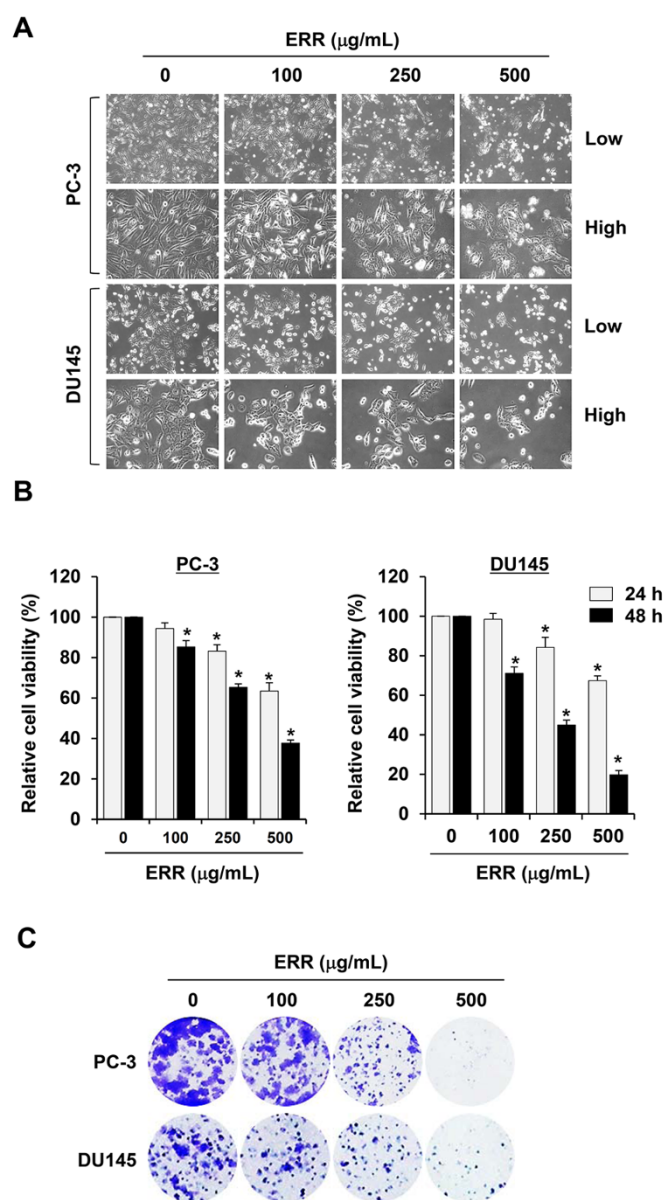 A
ERR (μg/mL)
0 100 250 500
PC-3
Low
High
DU145
Low
High
B
PC-3
Relative cell viability (%)
120
100
80
60
40
20
0
* * * * *
0 100 250 500
ERR (μg/mL)
DU145
24 h
48 h
Relative cell viability (%)
120
100
80
60
40
20
0
* * * * *
0 100 250 500
ERR (μg/mL)
C
ERR (μg/mL)
0 100 250 500
PC-3
DU145